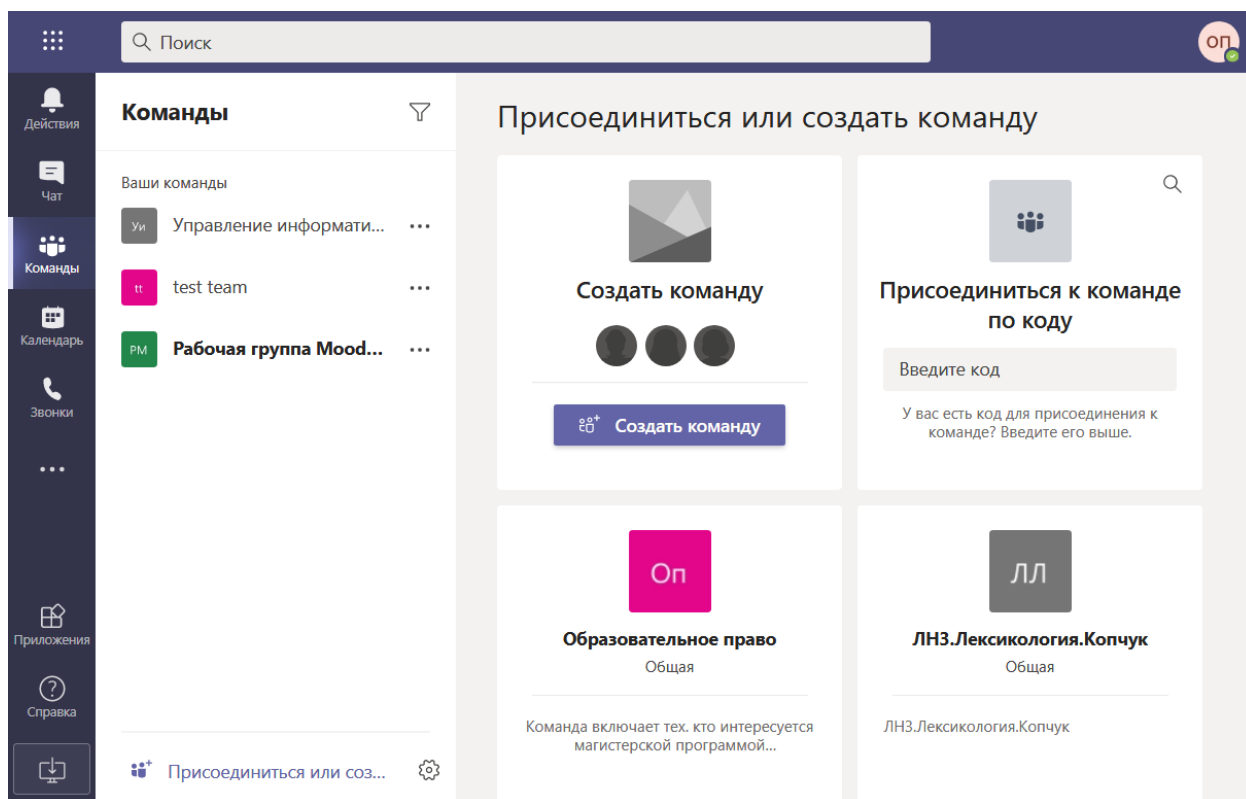 Поиск
ОП
Действия
Чат
Команды
Календарь
Звонки
Приложения
Справка
Команды
Ваши команды
Уи Управление информати...
tt test team
РМ Рабочая группа Mood...
Присоединиться или соз...
Присоединиться или создать команду
Создать команду
Создать команду
Присоединиться к команде
по коду
Введите код
У вас есть код для присоединения к
команде? Введите его выше.
Оп
Образовательное право
Общая
Команда включает тех. кто интересуется
магистерской программой...
ЛЛ
ЛНЗ.Лексикология.Копчук
Общая
ЛНЗ.Лексикология.Копчук